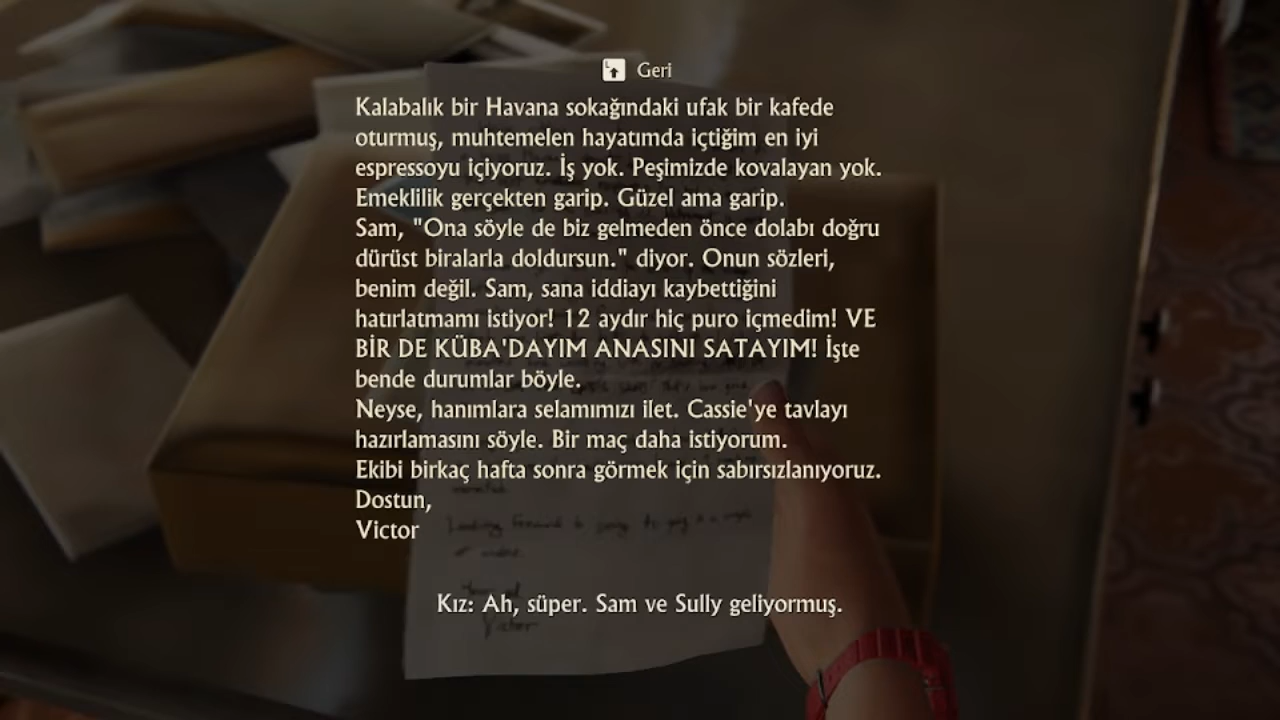 Geri
Kalabalık bir Havana sokağındaki ufak bir kafede
oturmuş, muhtemelen hayatımda içtiğim en iyi
espressoyu içiyoruz. İş yok. Peşimizde kovalayan yok.
Emeklilik gerçekten garip. Güzel ama garip.
Sam, "Ona söyle de biz gelmeden önce dolabı doğru
dürüst biralarla doldursun." diyor. Onun sözleri,
benim değil. Sam, sana iddiayı kaybettiğini
hatırlatmamı istiyor! 12 aydır hiç puro içmedim! VE
BİR DE KÜBA'DAYIM ANASINI SATAYIM! İşte
bende durumlar böyle.
Neyse, hanımlara selamımızı ilet. Cassie'ye tavlayı
hazırlamasını söyle. Bir maç daha istiyorum.
Ekibi birkaç hafta sonra görmek için sabırsızlanıyoruz.
Dostun,
Victor
Victor
Kız: Ah, süper. Sam ve Sully geliyormuş.